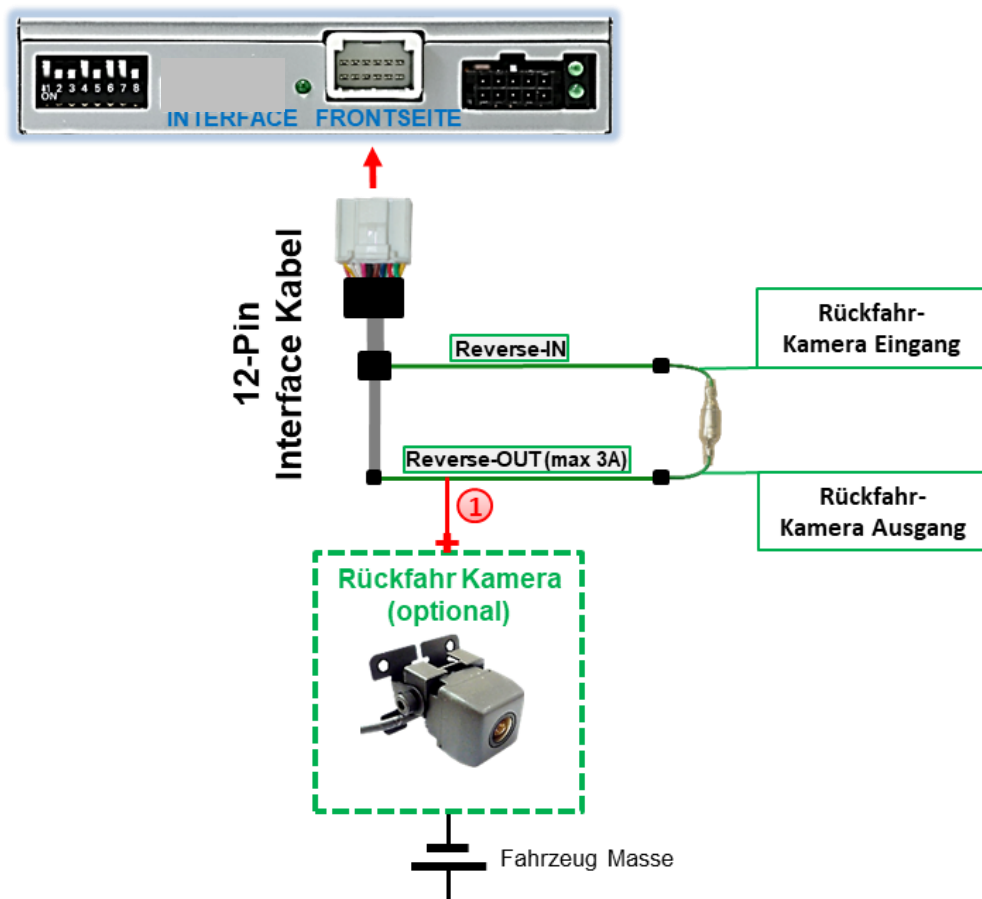 1 2 3 4 5 6 7 8
ON
INTERFACE FRONTSEITE
12-Pin
Interface Kabel
Reverse-IN
Rückfahr-
Kamera Eingang
Reverse-OUT (max 3A)
Rückfahr-
Kamera Ausgang
1
Rückfahr Kamera
(optional)
Fahrzeug Masse